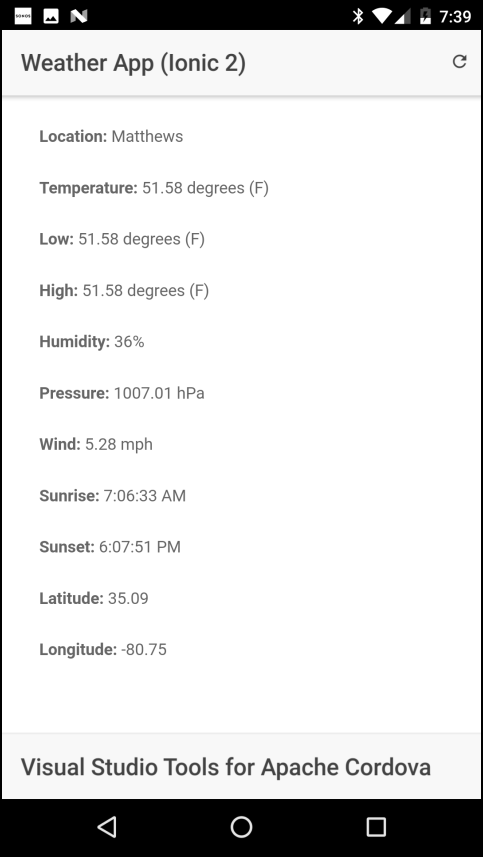 SONOS 7:39
Weather App (Ionic 2)
Location: Matthews
Temperature: 51.58 degrees (F)
Low: 51.58 degrees (F)
High: 51.58 degrees (F)
Humidity: 36%
Pressure: 1007.01 hPa
Wind: 5.28 mph
Sunrise: 7:06:33 AM
Sunset: 6:07:51 PM
Latitude: 35.09
Longitude: -80.75
Visual Studio Tools for Apache Cordova